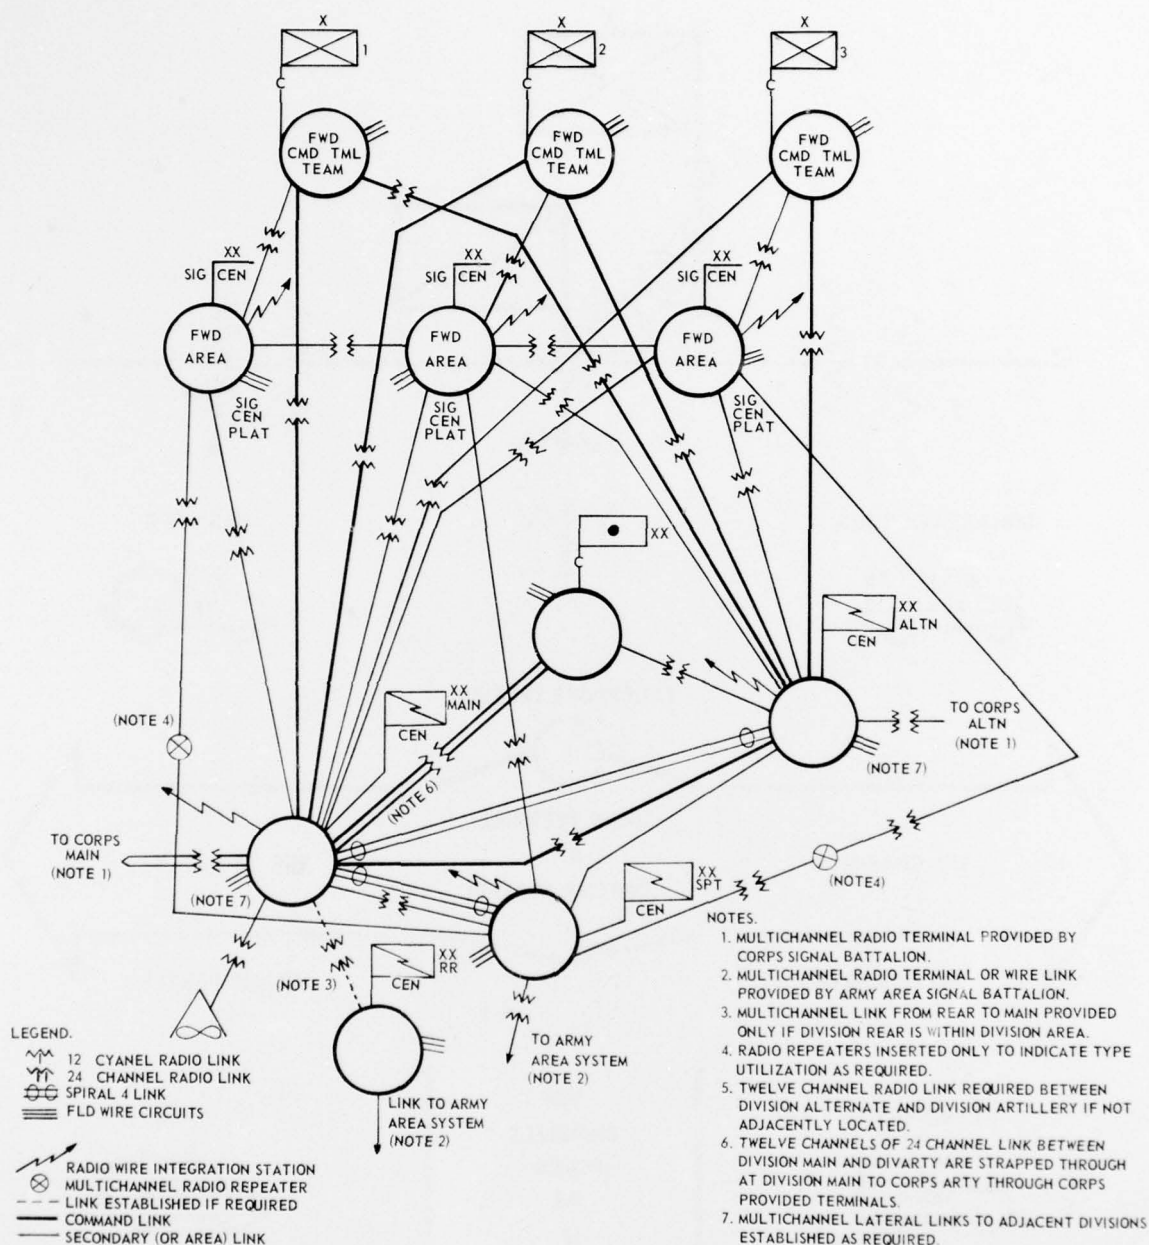 X X X
1 2 3
C C C
FWD CMD TML TEAM
FWD CMD TML TEAM
FWD CMD TML TEAM
XX
SIG CEN
XX
SIG CEN
XX
SIG CEN
FWD AREA
FWD AREA
FWD AREA
SIG CEN PLAT
SIG CEN PLAT
SIG CEN PLAT
XX
C
XX
ALTN
CEN
XX
MAIN
CEN
(NOTE 4)
TO CORPS
ALTN
(NOTE 1)
(NOTE 7)
(NOTE 6)
TO CORPS
MAIN
(NOTE 1)
(NOTE 7)
XX
SPT
CEN
(NOTE4)
XX
RR
CEN
(NOTE 3)
TO ARMY
AREA SYSTEM
(NOTE 2)
LINK TO ARMY
AREA SYSTEM
(NOTE 2)
LEGEND.
12 CYANEL RADIO LINK
24 CHANNEL RADIO LINK
SPIRAL 4 LINK
FLD WIRE CIRCUITS
RADIO WIRE INTEGRATION STATION
MULTICHANNEL RADIO REPEATER
LINK ESTABLISHED IF REQUIRED
COMMAND LINK
SECONDARY (OR AREA) LINK
NOTES.
1. MULTICHANNEL RADIO TERMINAL PROVIDED BY
CORPS SIGNAL BATTALION.
2. MULTICHANNEL RADIO TERMINAL OR WIRE LINK
PROVIDED BY ARMY AREA SIGNAL BATTALION.
3. MULTICHANNEL LINK FROM REAR TO MAIN PROVIDED
ONLY IF DIVISION REAR IS WITHIN DIVISION AREA.
4. RADIO REPEATERS INSERTED ONLY TO INDICATE TYPE
UTILIZATION AS REQUIRED.
5. TWELVE CHANNEL RADIO LINK REQUIRED BETWEEN
DIVISION ALTERNATE AND DIVISION ARTILLERY IF NOT
ADJACENTLY LOCATED.
6. TWELVE CHANNELS OF 24 CHANNEL LINK BETWEEN
DIVISION MAIN AND DIVARTY ARE STRAPPED THROUGH
AT DIVISION MAIN TO CORPS ARTY THROUGH CORPS
PROVIDED TERMINALS.
7. MULTICHANNEL LATERAL LINKS TO ADJACENT DIVISIONS
ESTABLISHED AS REQUIRED.